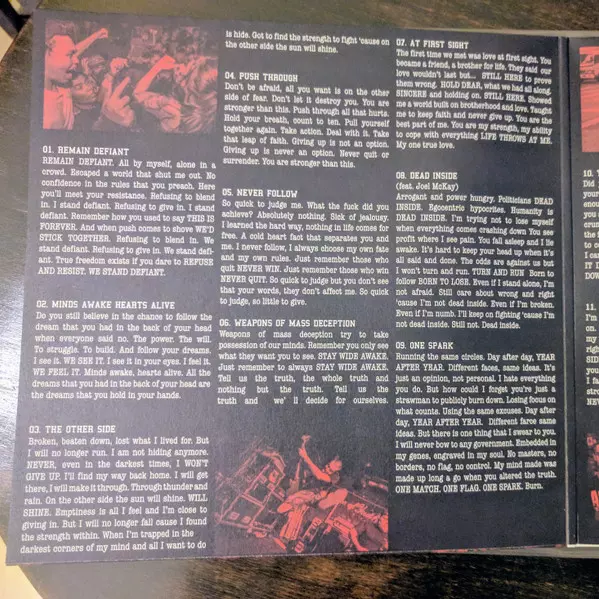 01. REMAIN DEFIANT
REMAIN DEFIANT. All by myself, alone in a
crowd. Escaped a world that shut me out. No
confidence in the rules that you preach. Here
you'll meet your resistance. Refusing to blend
in. I stand defiant. Refusing to give in. I stand
defiant. Remember how you used to say THIS IS
FOREVER. And when push comes to shove WE'D
STICK TOGETHER. Refusing to blend in. We
stand defiant. Refusing to give in. We stand defi-
ant. True freedom exists if you dare to REFUSE
AND RESIST. WE STAND DEFIANT.
02. MINDS AWAKE HEARTS ALIVE
Do you still believe in the chance to follow the
dream that you had in the back of your head
when everyone said no. The power. The will.
To struggle. To build. And follow your dreams
I see it. WE SEE IT. I see it in your eyes. I feel it.
WE FEEL IT. Minds awake, hearts alive. All the
dreams that you had in the back of your head are
the dreams that you hold in your hands.
03. THE OTHER SIDE
Broken, beaten down, lost what I lived for. But
I will no longer run. I am not hiding anymore.
NEVER, even in the darkest times, I WON'T
GIVE UP. I'll find my way back home. I will get
there, I will make it through. Through thunder and
rain. On the other side the sun will shine. WILL
SHINE. Emptiness is all I feel and I'm close to
giving in. But I will no longer fall cause I found
the strength within. When I'm trapped in the
darkest corners of my mind and all I want to do
is hide. Got to find the strength to fight 'cause on
the other side the sun will shine.
04. PUSH THROUGH
Don't be afraid, all you want is on the other
side of fear. Don't let it destroy you. You are
stronger than this. Push through all that hurts.
Hold your breath, count to ten. Pull yourself
together again. Take action. Deal with it. Take
that leap of faith. Giving up is not an option.
Giving up is never an option. Never quit or
surrender. You are stronger than this.
05. NEVER FOLLOW
So quick to judge me. What the fuck did you
achieve? Absolutely nothing. Sick of jealousy.
I learned the hard way, nothing in life comes for
free. A cold heart fact that separates you and
me. I never follow, I always choose my own fate
and my own rules. Just remember those who
quit NEVER WIN. Just remember those who win
NEVER QUIT. So quick to judge but you don't see
that your words, they don't affect me. So quick
to judge, so little to give.
06. WEAPONS OF MASS DECEPTION
Weapons of mass deception try to take
possession of our minds. Remember you only see
what they want you to see. STAY WIDE AWAKE.
Just remember to always STAY WIDE AWAKE.
Tell us the truth, the whole truth and
nothing but the truth. Tell us the
truth and we'll decide for ourselves.
07. AT FIRST SIGHT
The first time we met was love at first sight. You
became a friend, a brother for life. They said our
love wouldn't last but... STILL HERE to prove
them wrong. HOLD DEAR, what we had all along.
SINCERE and holding on. STILL HERE. Showed
me a world built on brotherhood and love. Taught
me to keep faith and never give up. You are the
best part of me. You are my strength, my ability
to cope with everything LIFE THROWS AT ME.
My one true love.
08. DEAD INSIDE
(feat. Joel McKay)
Arrogant and power hungry. Politicians DEAD
INSIDE. Egocentric hypocrites. Humanity is
DEAD INSIDE. I'm trying not to lose myself
when everything comes crashing down You see
profit where I see pain. You fall asleep and I lie
awake. It's hard to keep your head up when it's
all said and done. The odds are against us but
I won't turn and run. TURN AND RUN Born to
follow BORN TO LOSE. Even if I stand alone, I'm
not afraid. Still care about wrong and right
'cause I'm not dead inside. Even if I'm broken.
Even if I'm numb. I'll keep on fighting 'cause I'm
not dead inside. Still not. Dead inside.
09. ONE SPARK
Running the same circles. Day after day, YEAR
AFTER YEAR. Different faces, same ideas. It's
just an opinion, not personal. I hate everything
you do. But how could I forget you're just a
strawman to publicly burn down. Losing focus on
what counts. Using the same excuses. Day after
day, YEAR AFTER YEAR. Different faces same
ideas. But there is one thing that I swear to you.
I will never bow to any government. Embedded in
my genes, engraved in my soul. No masters, no
borders, no flag, no control. My mind was made
up long a go when you altered the truth.
ONE MATCH. ONE FLAG. ONE SPARK. Burn.
10.
11.